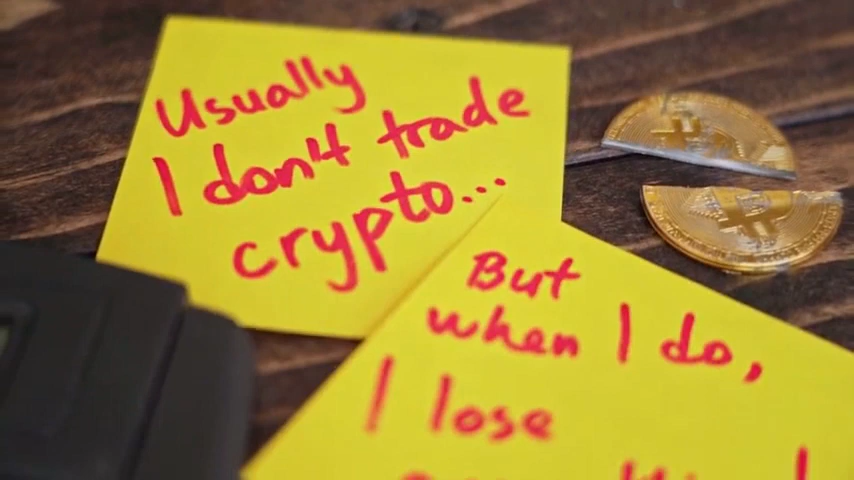 Usually
I don't trade
crypto...
But
when I do,
I lose